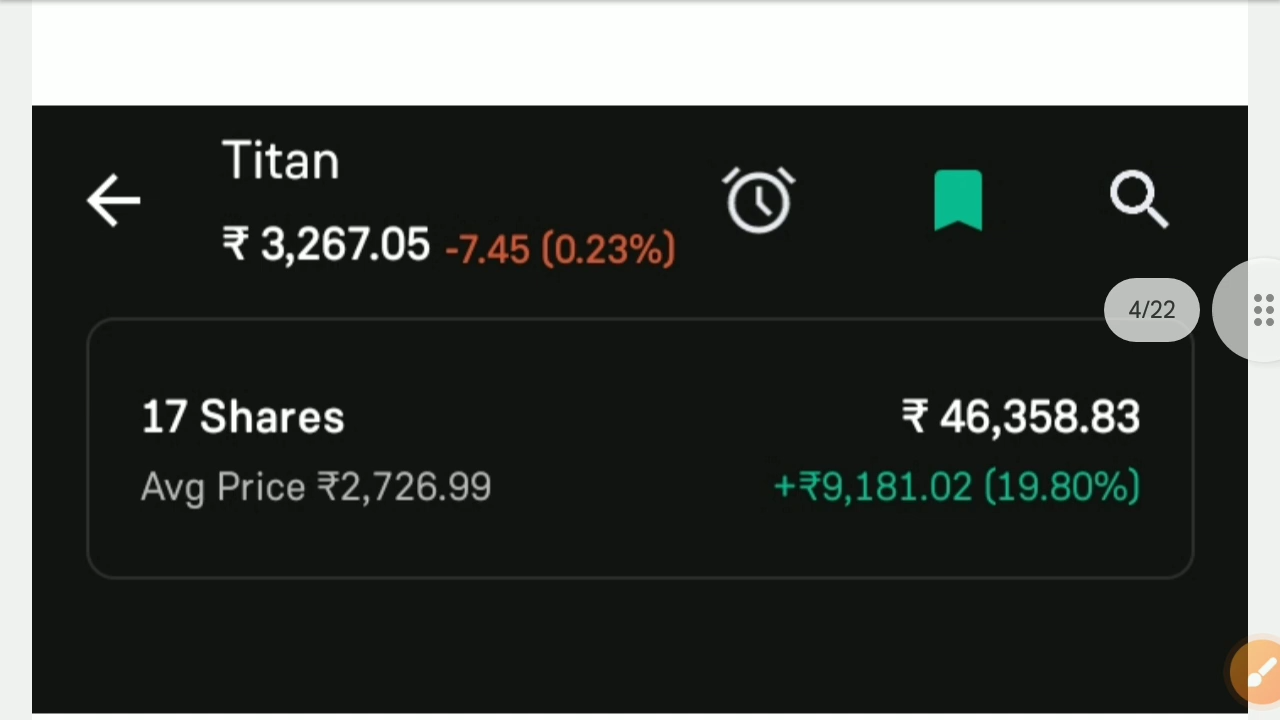 Titan
₹ 3,267.05 -7.45 (0.23%)
4/22
17 Shares
₹ 46,358.83
Avg Price ₹2,726.99
+₹9,181.02 (19.80%)